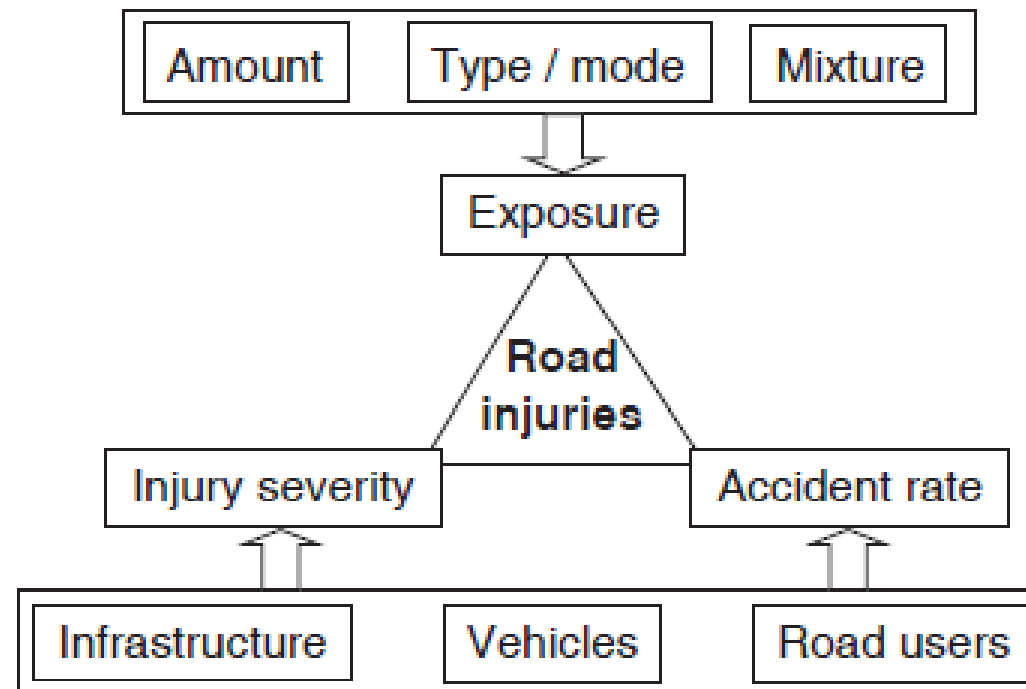 Amount Type / mode Mixture
Exposure
Road
injuries
Injury severity Accident rate
Infrastructure Vehicles Road users